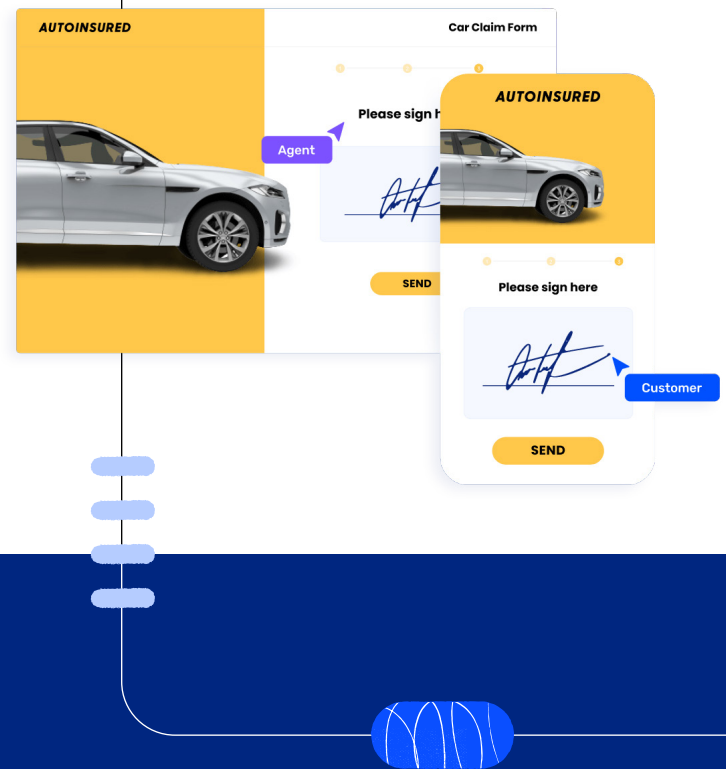 AUTOINSURED
Car Claim Form
Please sign h
Agent
SEND
AUTOINSURED
Please sign here
Customer
SEND